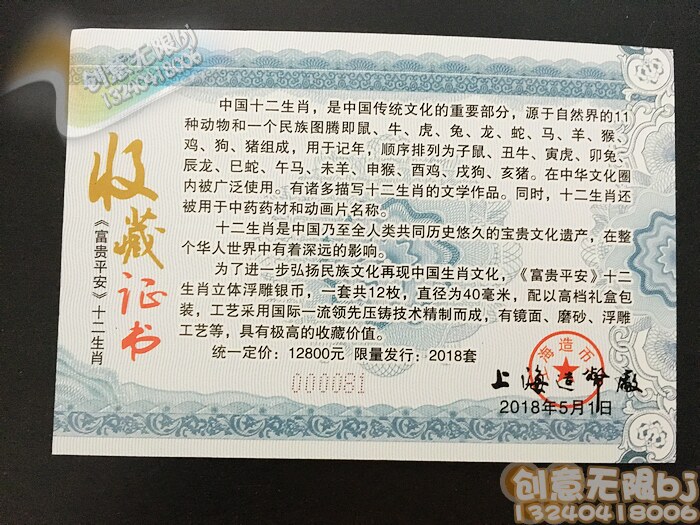 创意无限bj
13240418006
收藏证书
《富贵平安》十二生肖
中国十二生肖，是中国传统文化的重要部分，源于自然界的11
种动物和一个民族图腾即鼠、牛、虎、兔、龙、蛇、马、羊、猴、
鸡、狗、猪组成，用于记年，顺序排列为子鼠、丑牛、寅虎、卯兔、
辰龙、巳蛇、午马、未羊、申猴、酉鸡、戌狗、亥猪。在中华文化圈
内被广泛使用。有诸多描写十二生肖的文学作品。同时，十二生肖还
被用于中药药材和动画片名称。
十二生肖是中国乃至全人类共同历史悠久的宝贵文化遗产，在整
个华人世界中有着深远的影响。
为了进一步弘扬民族文化再现中国生肖文化，《富贵平安》十二
生肖立体浮雕银币，一套共12枚，直径为40毫米，配以高档礼盒包
装，工艺采用国际一流领先压铸技术精制而成，有镜面、磨砂、浮雕
工艺等，具有极高的收藏价值。
统一定价：12800元 限量发行：2018套
000081
海造币
上海造幣廠
2018年5月1日
创意无限bj
13240418006